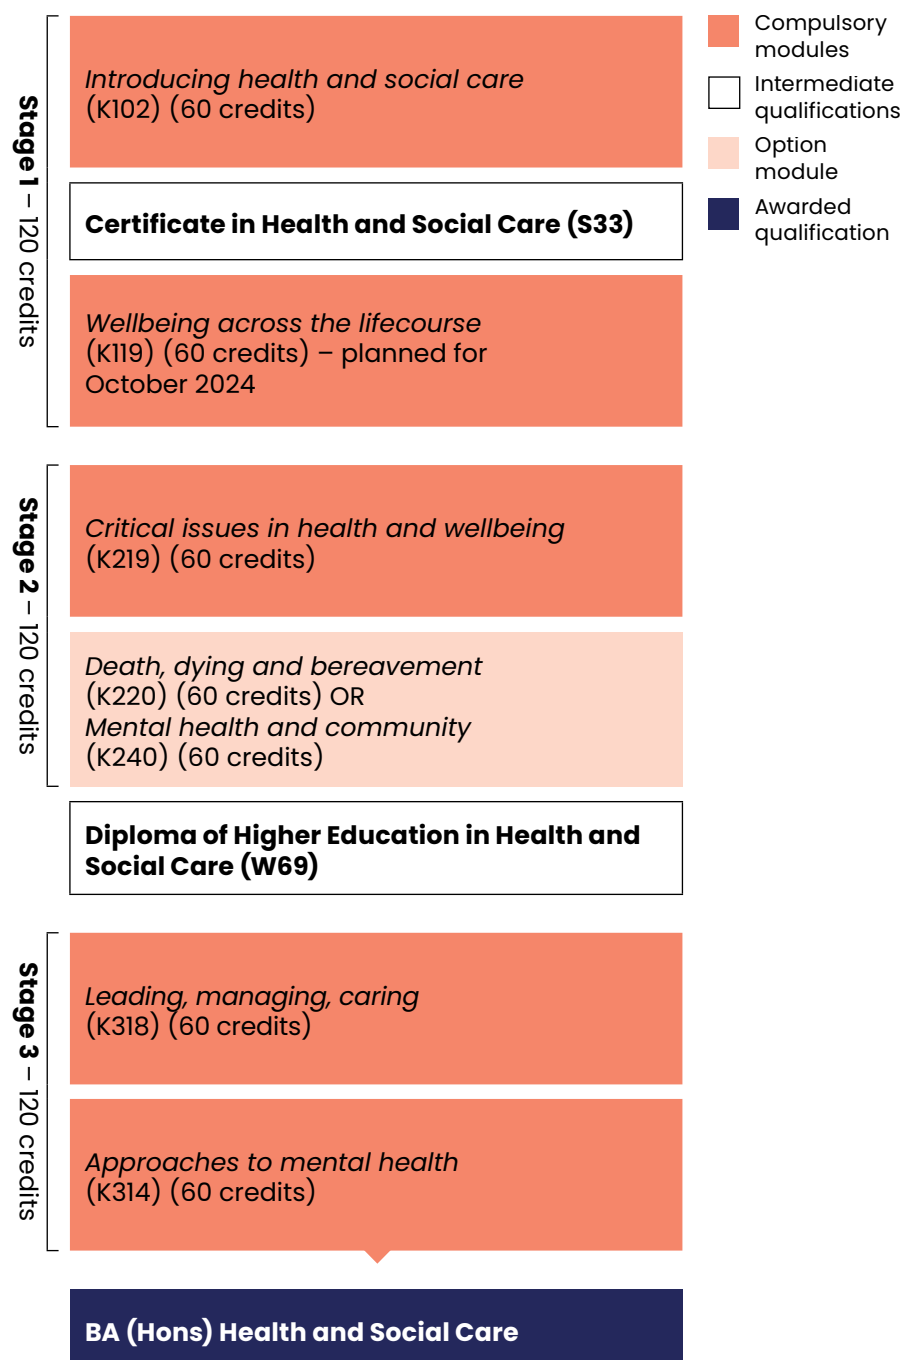 Compulsory
modules
Intermediate
qualifications
Option
module
Awarded
qualification
Stage 1 – 120 credits
Introducing health and social care
(K102) (60 credits)
Certificate in Health and Social Care (S33)
Wellbeing across the lifecourse
(K119) (60 credits) – planned for
October 2024
Stage 2 – 120 credits
Critical issues in health and wellbeing
(K219) (60 credits)
Death, dying and bereavement
(K220) (60 credits) OR
Mental health and community
(K240) (60 credits)
Diploma of Higher Education in Health and
Social Care (W69)
Stage 3 – 120 credits
Leading, managing, caring
(K318) (60 credits)
Approaches to mental health
(K314) (60 credits)
BA (Hons) Health and Social Care